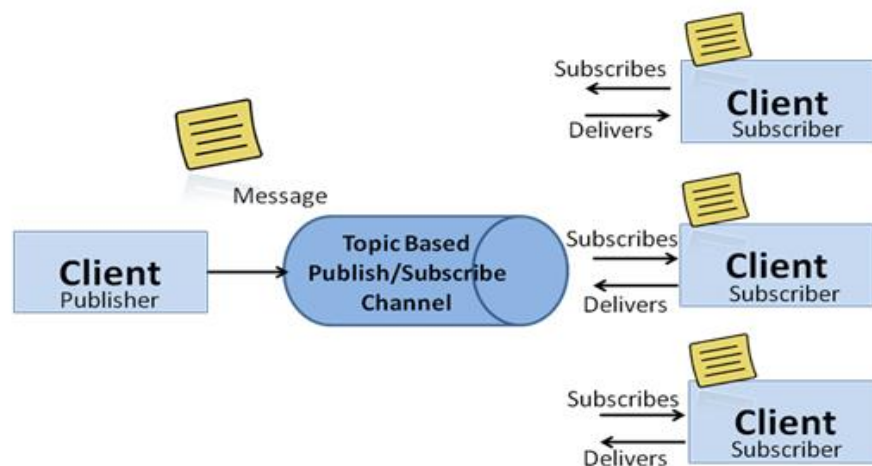 Subscribes
Client
Subscriber
Delivers
Message
Client
Publisher
Topic Based
Publish/Subscribe
Channel
Subscribes
Client
Subscriber
Delivers
Subscribes
Client
Subscriber
Delivers